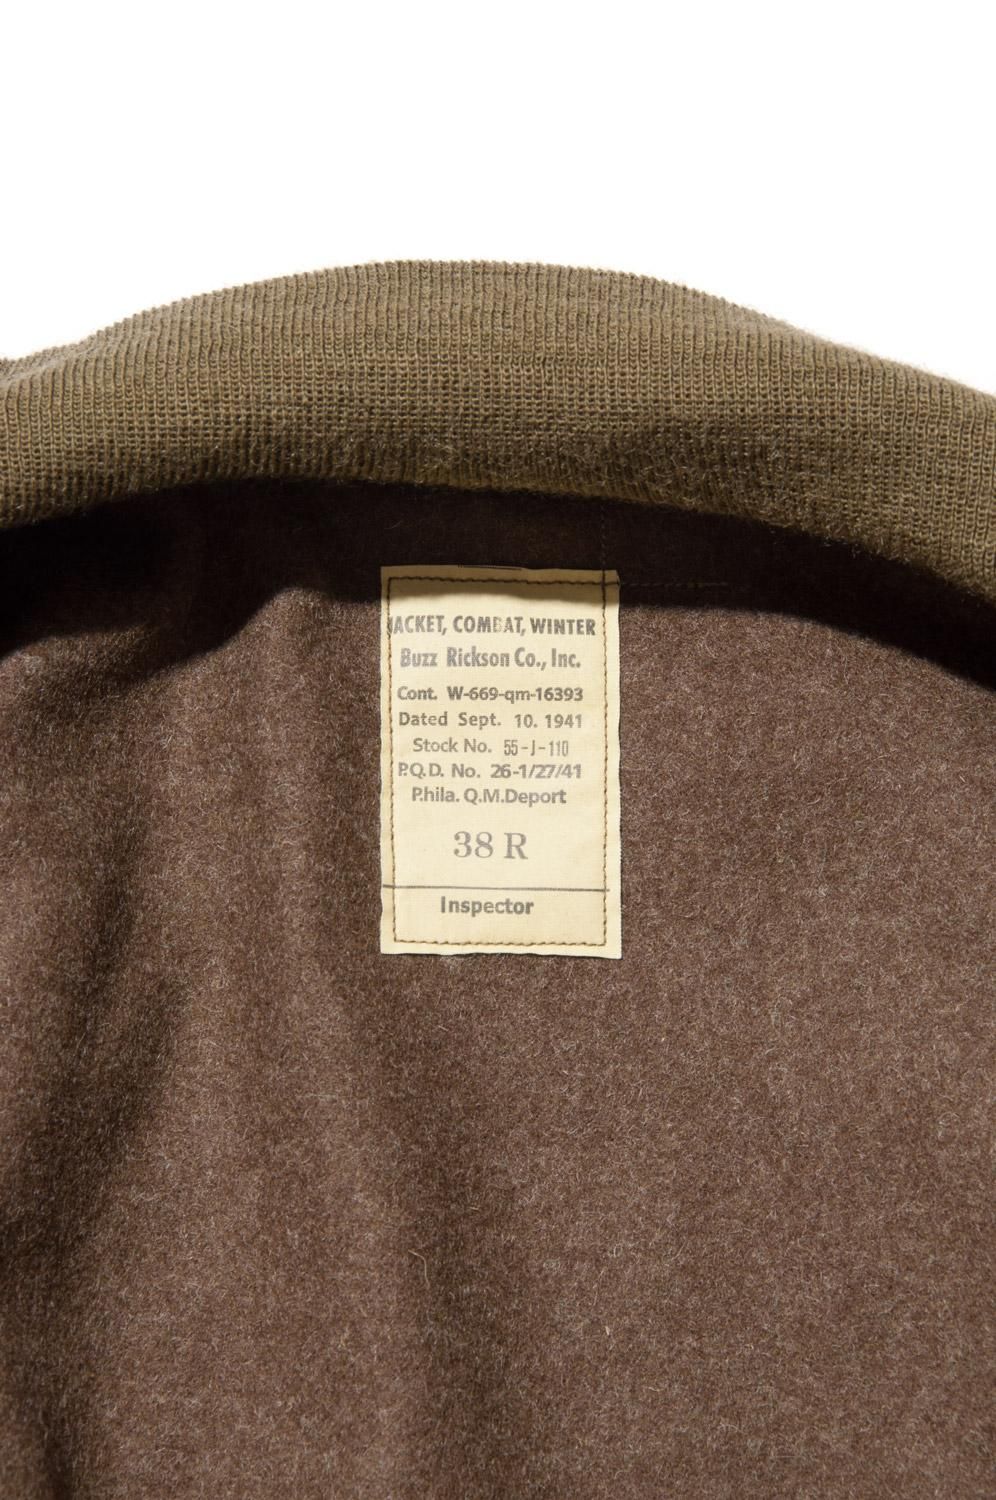 JACKET, COMBAT, WINTER
Buzz Rickson Co., Inc.
Cont. W-669-qm-16393
Dated Sept. 10. 1941
Stock No. 55-J-110
P.Q.D. No. 26-1/27/41
Phila. Q.M.Deport
38 R
Inspector